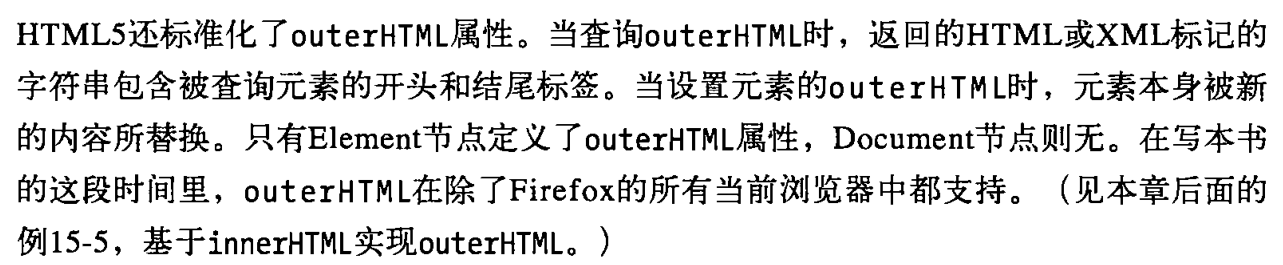 HTML5还标准化了outerHTML属性。当查询outerHTML时，返回的HTML或XML标记的
字符串包含被查询元素的开头和结尾标签。当设置元素的outerHTML时，元素本身被新
的内容所替换。只有Element节点定义了outerHTML属性，Document节点则无。在写本书
的这段时间里，outerHTML在除了Firefox的所有当前浏览器中都支持。（见本章后面的
例15-5，基于innerHTML实现outerHTML。）